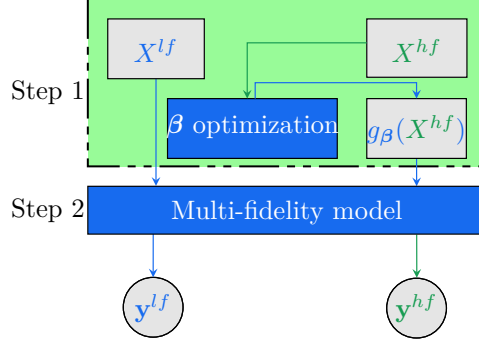 X^{lf} X^{hf}
Step 1
β optimization g_β(X^{hf})
Step 2 Multi-fidelity model
y^{lf} y^{hf}